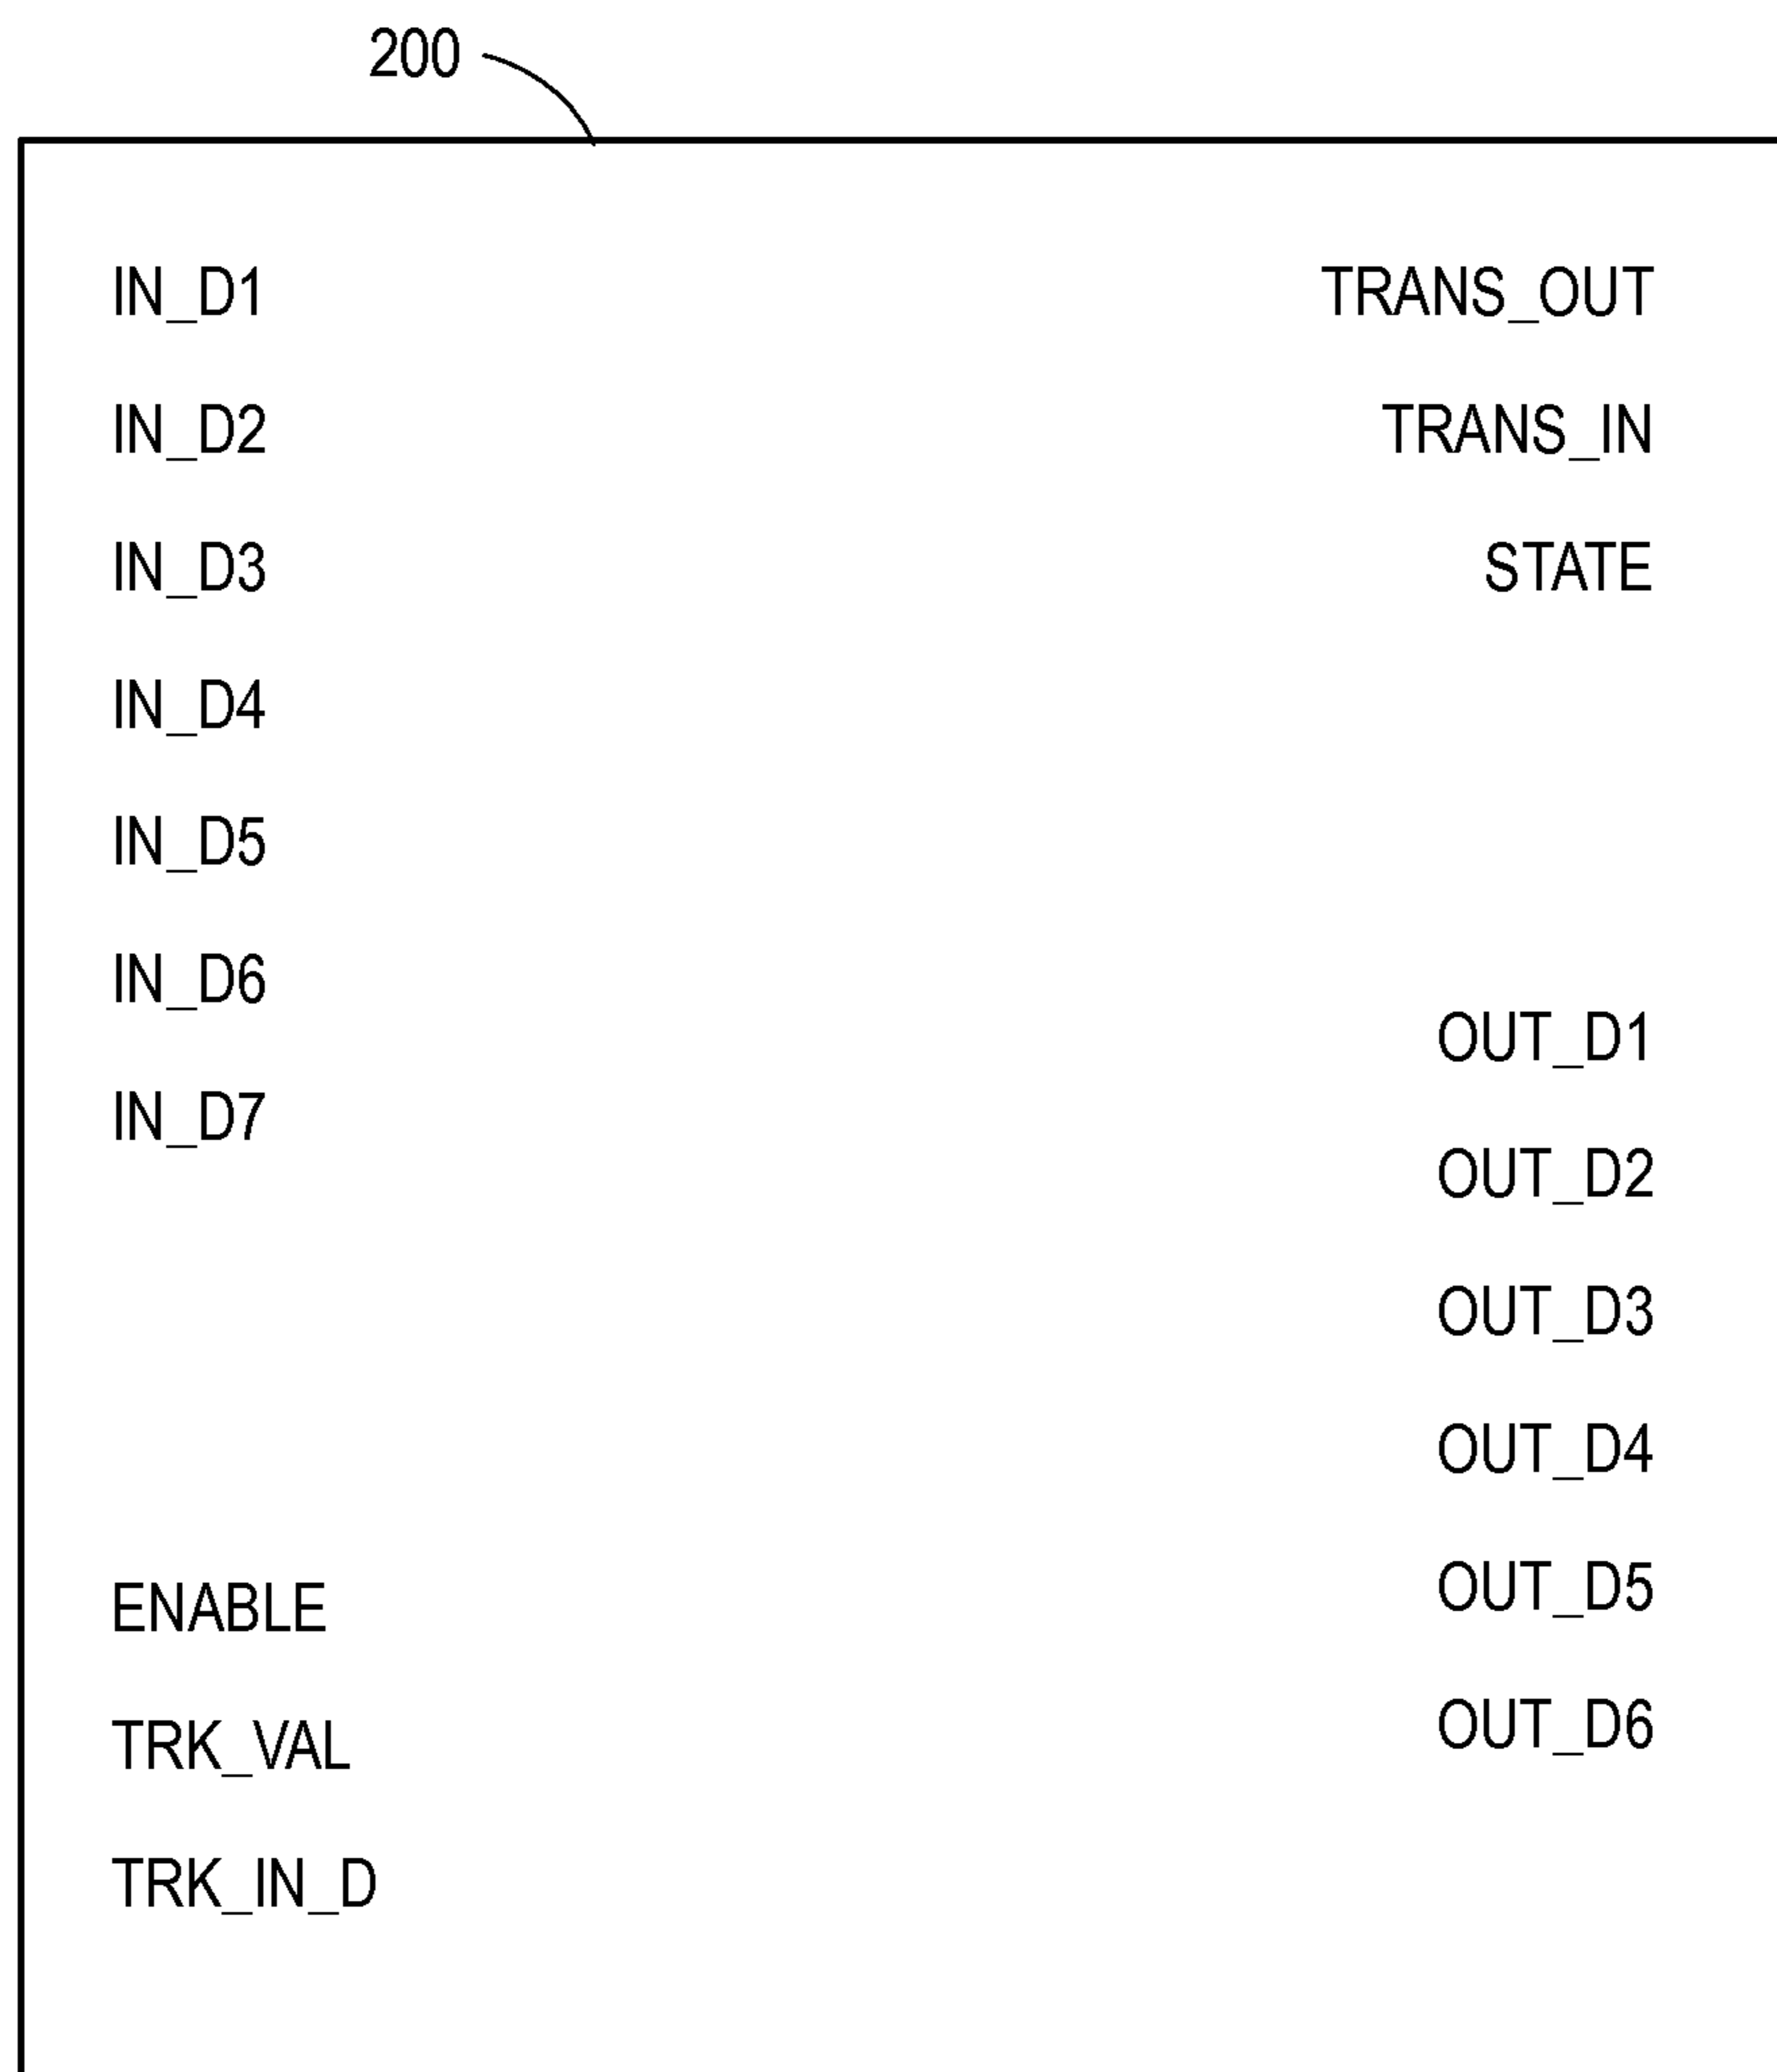 200
IN_D1
IN_D2
IN_D3
IN_D4
IN_D5
IN_D6
IN_D7
ENABLE
TRK_VAL
TRK_IN_D
TRANS_OUT
TRANS_IN
STATE
OUT_D1
OUT_D2
OUT_D3
OUT_D4
OUT_D5
OUT_D6